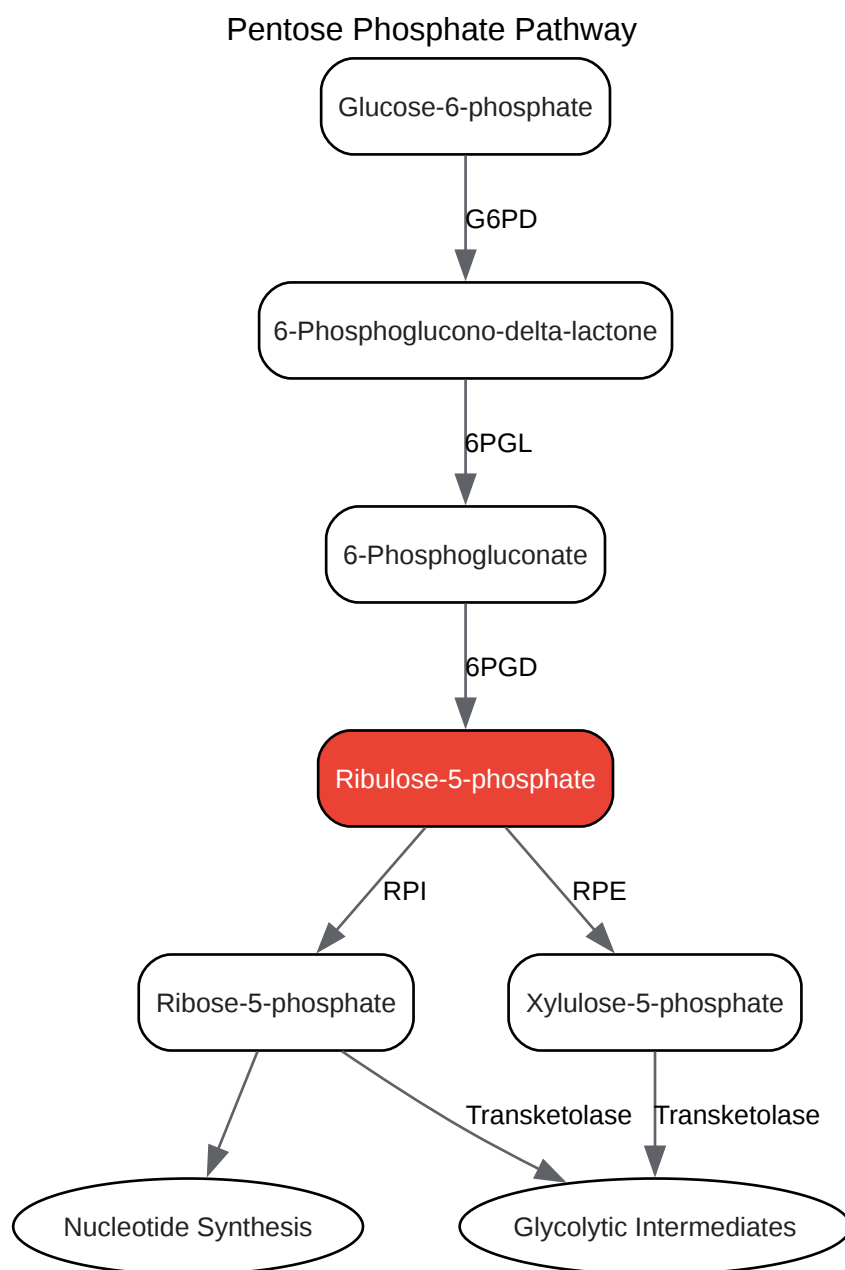 Pentose Phosphate Pathway
Glucose-6-phosphate
G6PD
6-Phosphoglucono-delta-lactone
6PGL
6-Phosphogluconate
6PGD
Ribulose-5-phosphate
RPI
RPE
Ribose-5-phosphate
Xylulose-5-phosphate
Transketolase
Transketolase
Nucleotide Synthesis
Glycolytic Intermediates